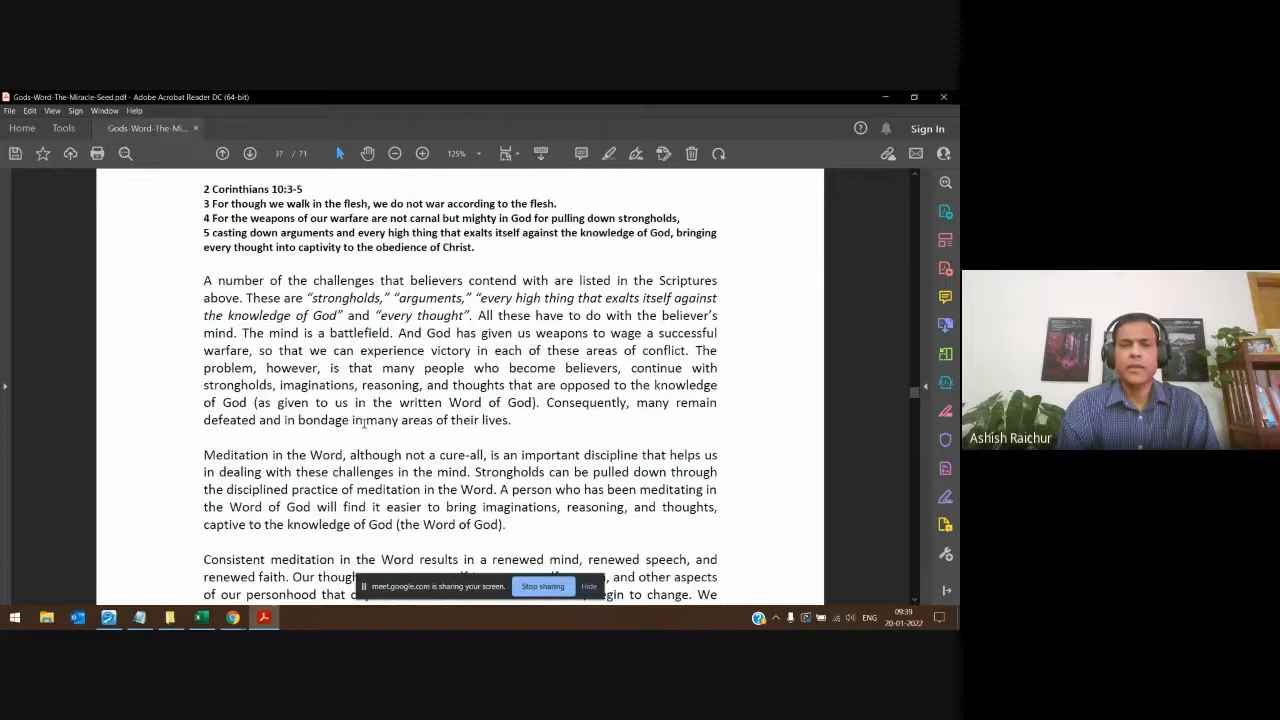 Gods-Word-The-Miracle-Seed.pdf - Adobe Acrobat Reader DC (64-bit)
File Edit View Sign Window Help
Home Tools Gods-Word-The-Mi... × Sign In
37 / 71 125%
2 Corinthians 10:3-5
3 For though we walk in the flesh, we do not war according to the flesh.
4 For the weapons of our warfare are not carnal but mighty in God for pulling down strongholds,
5 casting down arguments and every high thing that exalts itself against the knowledge of God, bringing
every thought into captivity to the obedience of Christ.
A number of the challenges that believers contend with are listed in the Scriptures
above. These are “strongholds,” “arguments,” “every high thing that exalts itself against
the knowledge of God” and “every thought”. All these have to do with the believer’s
mind. The mind is a battlefield. And God has given us weapons to wage a successful
warfare, so that we can experience victory in each of these areas of conflict. The
problem, however, is that many people who become believers, continue with
strongholds, imaginations, reasoning, and thoughts that are opposed to the knowledge
of God (as given to us in the written Word of God). Consequently, many remain
defeated and in bondage in many areas of their lives.
Meditation in the Word, although not a cure-all, is an important discipline that helps us
in dealing with these challenges in the mind. Strongholds can be pulled down through
the disciplined practice of meditation in the Word. A person who has been meditating in
the Word of God will find it easier to bring imaginations, reasoning, and thoughts,
captive to the knowledge of God (the Word of God).
Consistent meditation in the Word results in a renewed mind, renewed speech, and
renewed faith. Our though , and other aspects
of our personhood that egin to change. We
meet.google.com is sharing your screen. Stop sharing Hide
Ashish Raichur
ENG 09:39
20-01-2022